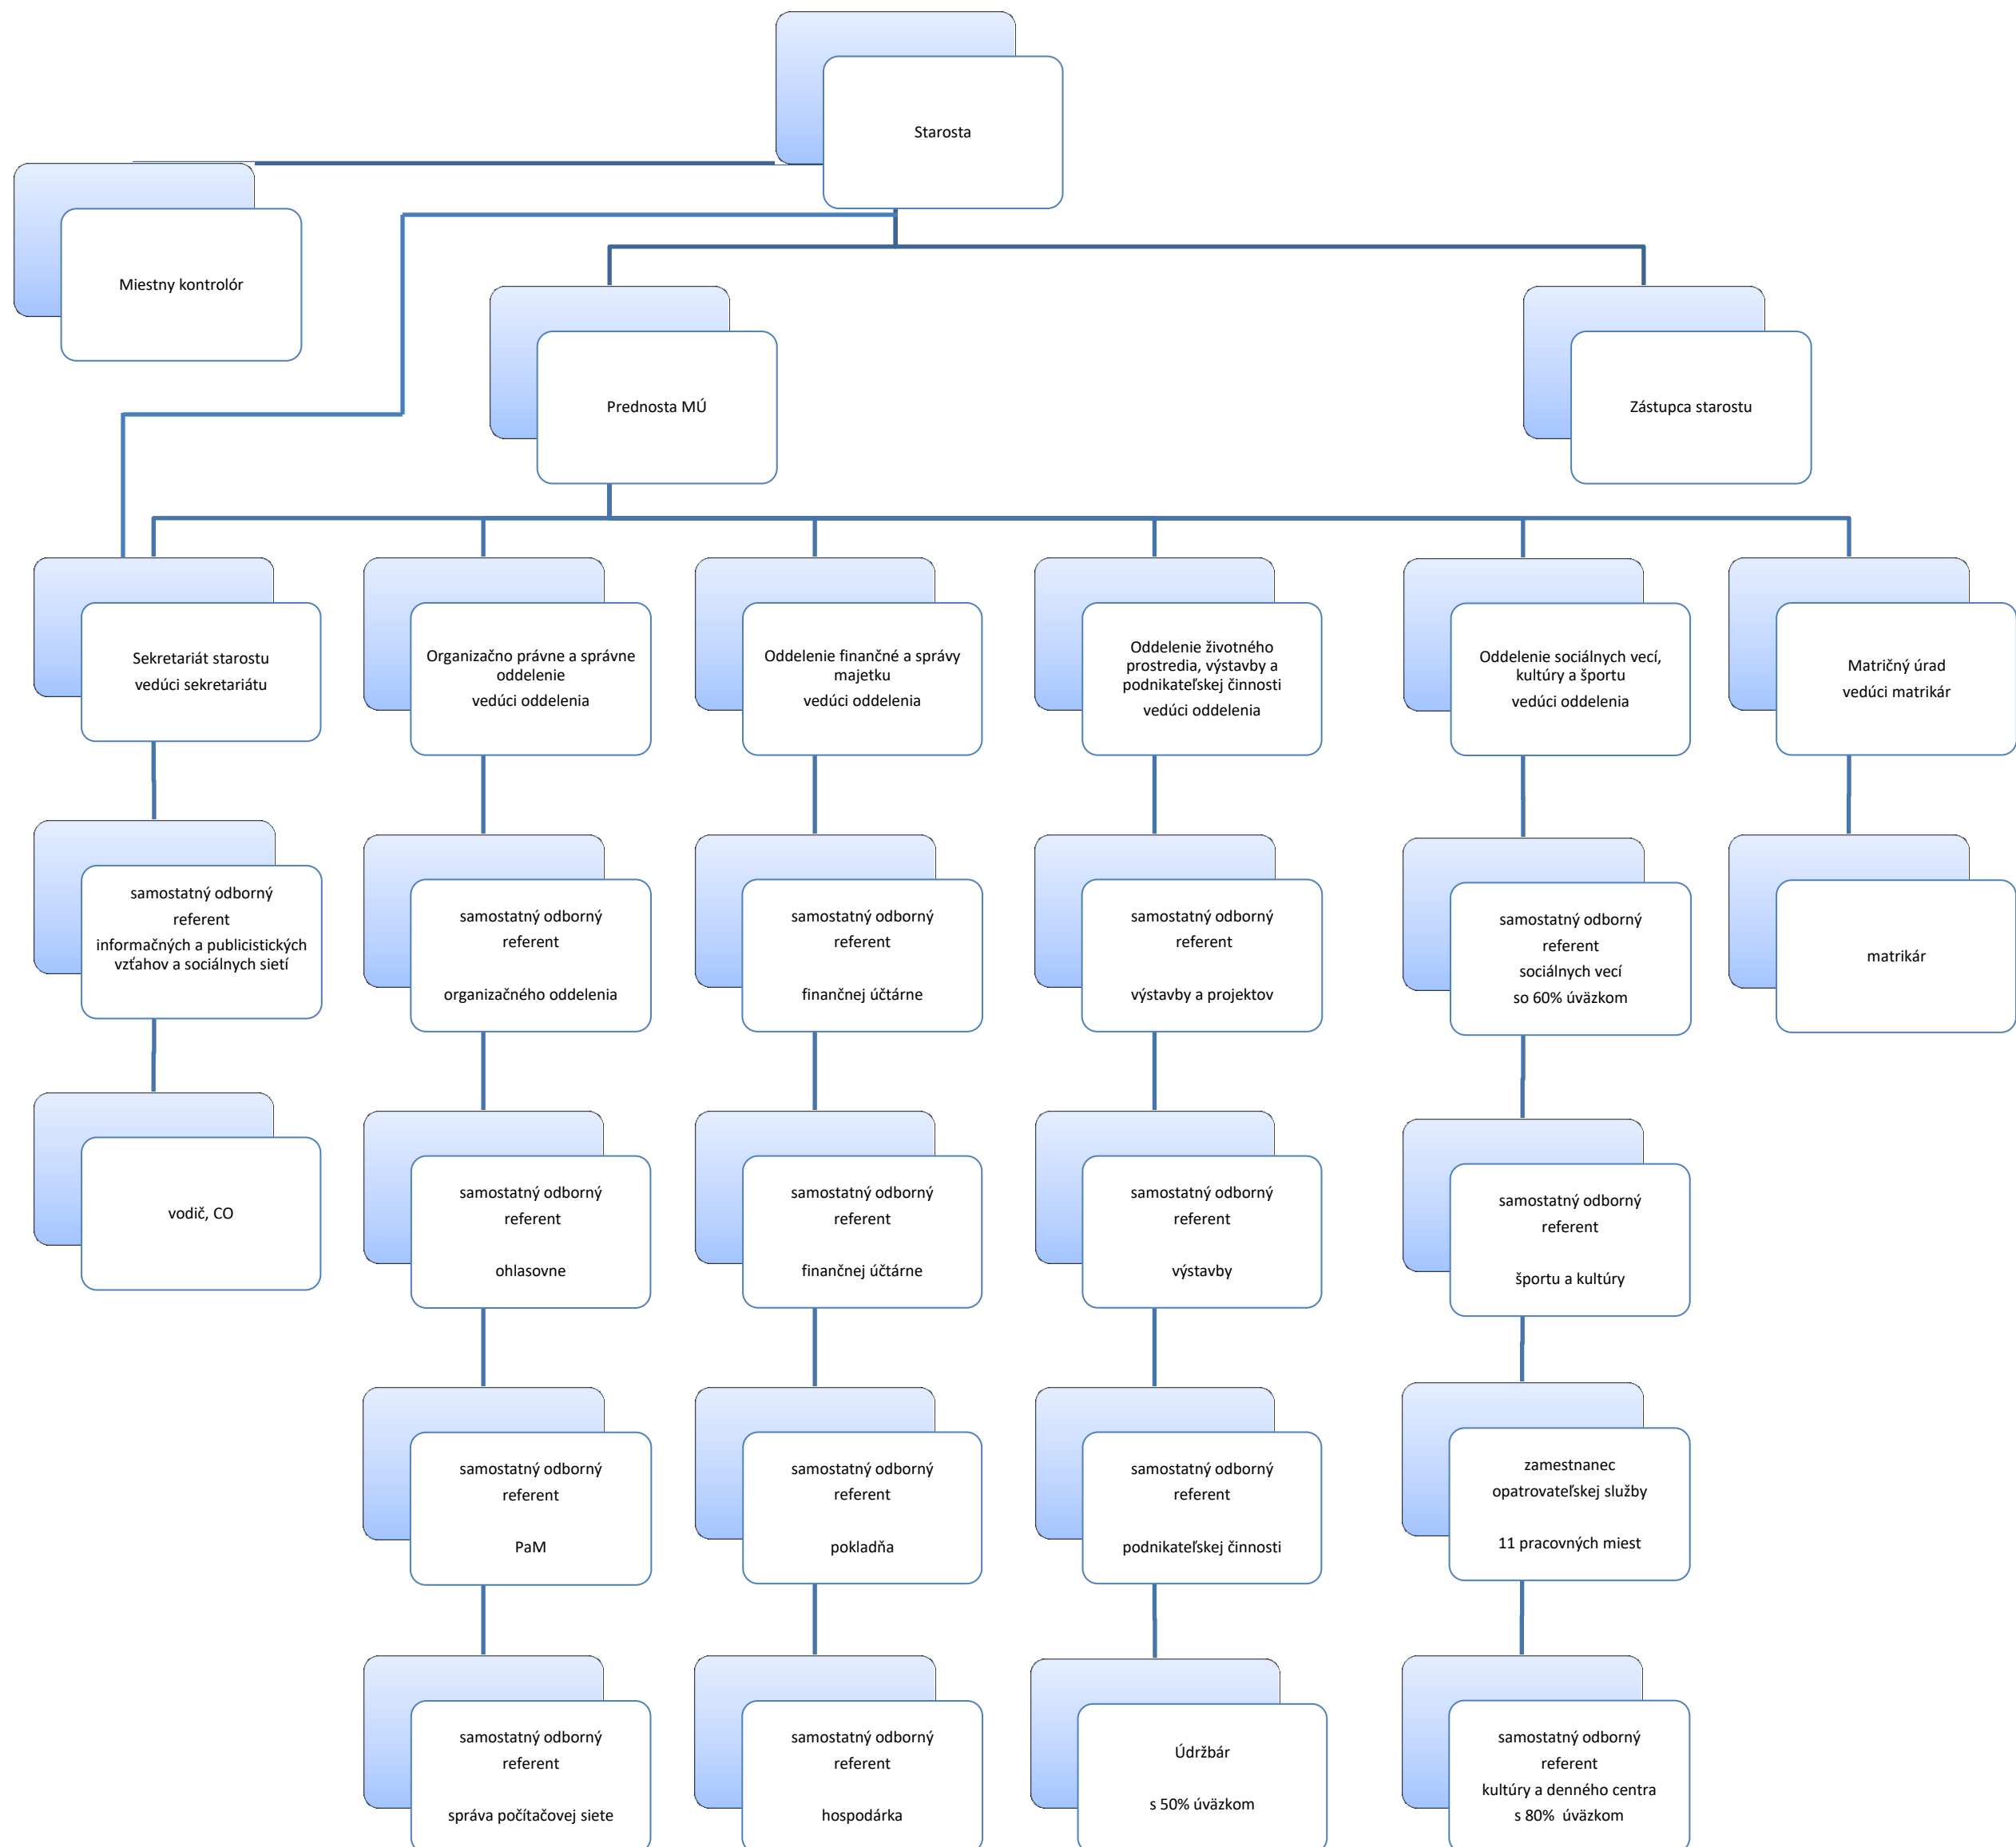 Starosta
Miestny kontrolór
Prednosta MÚ
Zástupca starostu
Sekretariát starostu
vedúci sekretariátu
Organizačno právne a správne
oddelenie
vedúci oddelenia
Oddelenie finančné a správy
majetku
vedúci oddelenia
Oddelenie životného
prostredia, výstavby a
podnikateľskej činnosti
vedúci oddelenia
Oddelenie sociálnych vecí,
kultúry a športu
vedúci oddelenia
Matričný úrad
vedúci matrikár
samostatný odborný
referent
informačných a publicistických
vzťahov a sociálnych sietí
samostatný odborný
referent
organizačného oddelenia
samostatný odborný
referent
finančnej účtárne
samostatný odborný
referent
výstavby a projektov
samostatný odborný
referent
sociálnych vecí
so 60% úväzkom
matrikár
vodič, CO
samostatný odborný
referent
ohlasovne
samostatný odborný
referent
finančnej účtárne
samostatný odborný
referent
výstavby
samostatný odborný
referent
športu a kultúry
samostatný odborný
referent
PaM
samostatný odborný
referent
pokladňa
samostatný odborný
referent
podnikateľskej činnosti
zamestnanec
opatrovateľskej služby
11 pracovných miest
samostatný odborný
referent
správa počítačovej siete
samostatný odborný
referent
hospodárka
Údržbár
s 50% úväzkom
samostatný odborný
referent
kultúry a denného centra
s 80% úväzkom